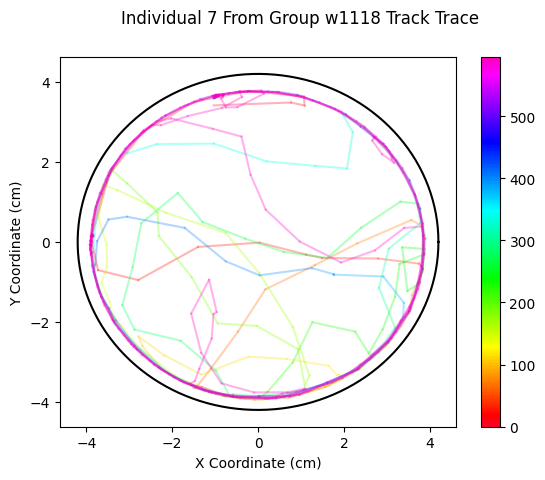 Individual 7 From Group w1118 Track Trace
4
2
0
−2
−4
Y Coordinate (cm)
−4 −2 0 2 4
X Coordinate (cm)
500
400
300
200
100
0